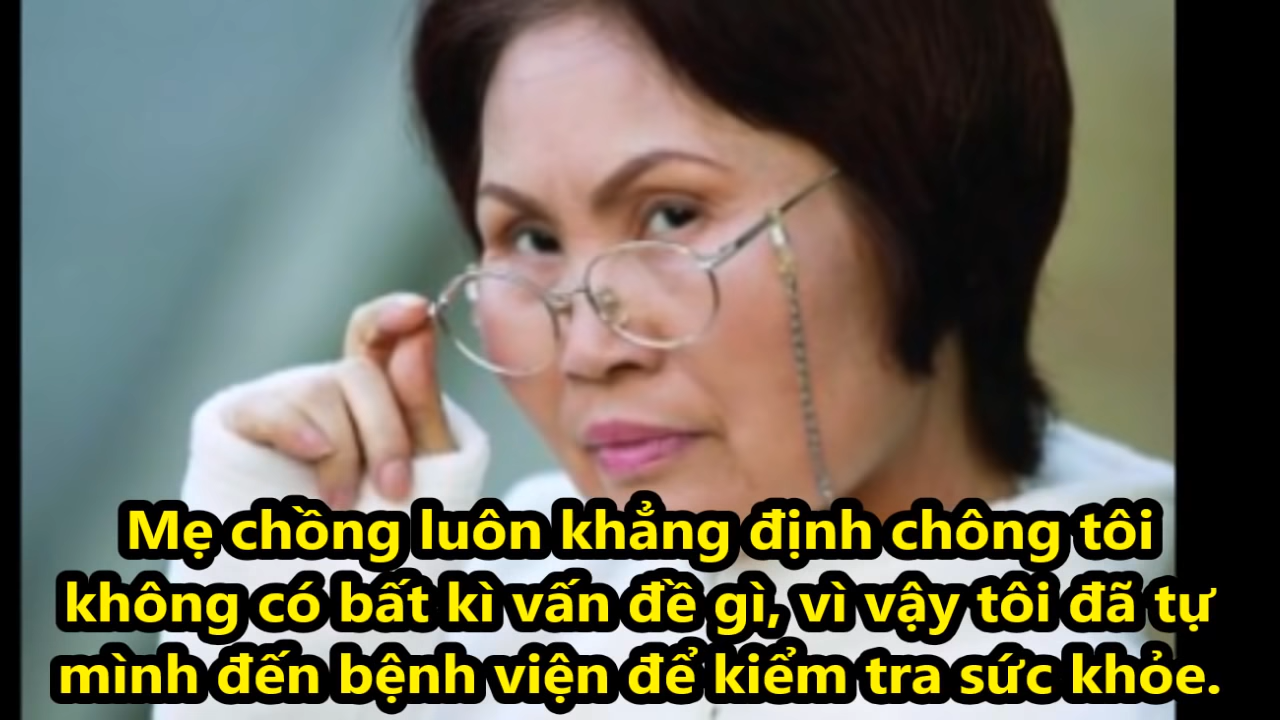 Mẹ chồng luôn khẳng định chông tôi
không có bất kì vấn đề gì, vì vậy tôi đã tự
mình đến bệnh viện để kiểm tra sức khỏe.